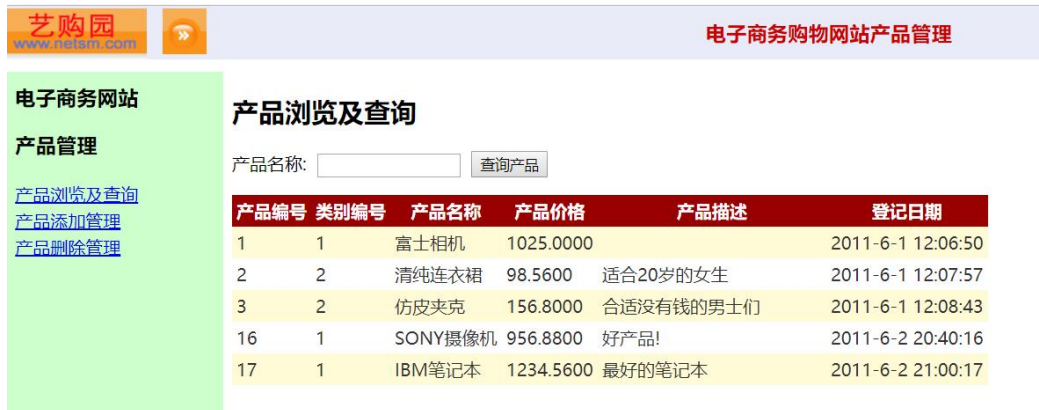 艺购园
www.netsm.com
电子商务购物网站产品管理
电子商务网站
产品管理
产品浏览及查询
产品添加管理
产品删除管理
产品浏览及查询
产品名称: 查询产品
产品编号 类别编号 产品名称 产品价格 产品描述 登记日期
1 1 富士相机 1025.0000 2011-6-1 12:06:50
2 2 清纯连衣裙 98.5600 适合20岁的女生 2011-6-1 12:07:57
3 2 仿皮夹克 156.8000 合适没有钱的男士们 2011-6-1 12:08:43
16 1 SONY摄像机 956.8800 好产品! 2011-6-2 20:40:16
17 1 IBM笔记本 1234.5600 最好的笔记本 2011-6-2 21:00:17